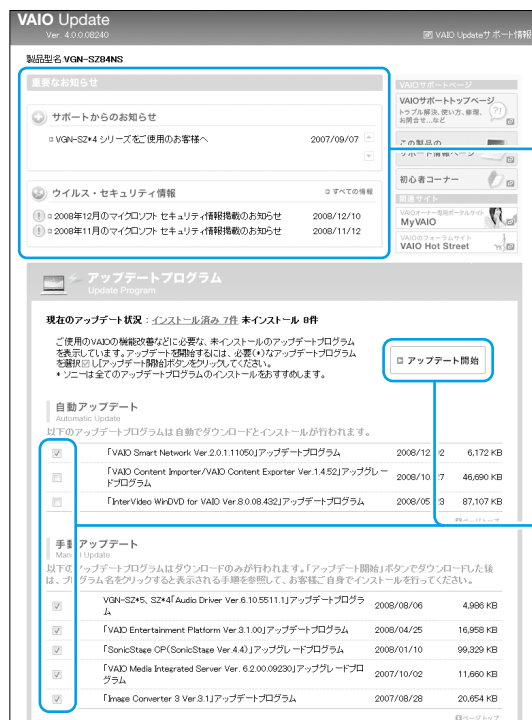 VAIO Update
Ver. 4.0.0.08240
VAIO Updateサポート情報
製品型名:VGN-SZ84NS
重要なお知らせ
サポートからのお知らせ
VGN-SZ*4 シリーズをご使用のお客様へ 2007/09/07
ウイルス・セキュリティ情報 すべての情報
2008年12月のマイクロソフト セキュリティ情報掲載のお知らせ 2008/12/10
2008年11月のマイクロソフト セキュリティ情報掲載のお知らせ 2008/11/12
VAIOサポートページ
VAIOサポートトップページ
トラブル解決、使い方、修理、
お問合せ...など
この製品の
サポート情報ページ
初心者コーナー
関連サイト
VAIOオーナー専用ポータルサイト
MyVAIO
VAIOのフォーラムサイト
VAIO Hot Street
アップデートプログラム
Update Program
現在のアップデート状況：インストール済み 7件 未インストール 8件
ご使用のVAIOの機能改善などに必要な、未インストールのアップデートプログラム
を表示しています。アップデートを開始するには、必要(*)なアップデートプログラム
を選択し[アップデート開始]ボタンをクリックしてください。
* ソニーは全てのアップデートプログラムのインストールをおすすめします。
アップデート開始
自動アップデート
Automatic Update
以下のアップデートプログラムは自動でダウンロードとインストールが行われます。
「VAIO Smart Network Ver.2.0.1.11050」アップデートプログラム 2008/12 02 6,172 KB
「VAIO Content Importer/VAIO Content Exporter Ver.1.4.52」アップグレー
ドプログラム 2008/10 27 46,690 KB
「InterVideo WinDVD for VAIO Ver.8.0.08.432」アップデートプログラム 2008/05 23 87,107 KB
ページトップ
手動アップデート
Manual Update
以下のアップデートプログラムはダウンロードのみが行われます。「アップデート開始」ボタンでダウンロードした後
は、プログラム名をクリックすると表示される手順を参照して、お客様ご自身でインストールを行ってください。
VGN-SZ*5、SZ*4「Audio Driver Ver.6.10.5511.1」アップデートプログラ
ム 2008/08/06 4,986 KB
「VAIO Entertainment Platform Ver.3.1.00」アップデートプログラム 2008/04/25 16,958 KB
「SonicStage CP(SonicStage Ver.4.4)」アップグレードプログラム 2008/01/10 99,329 KB
「VAIO Media Integrated Server Ver. 6.2.00.09230」アップグレードプロ
グラム 2007/10/02 11,660 KB
「Image Converter 3 Ver.3.1」アップデートプログラム 2007/08/28 20,654 KB
ページトップ